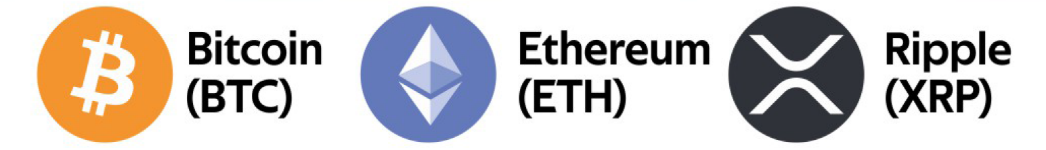 Bitcoin
(BTC)
Ethereum
(ETH)
Ripple
(XRP)